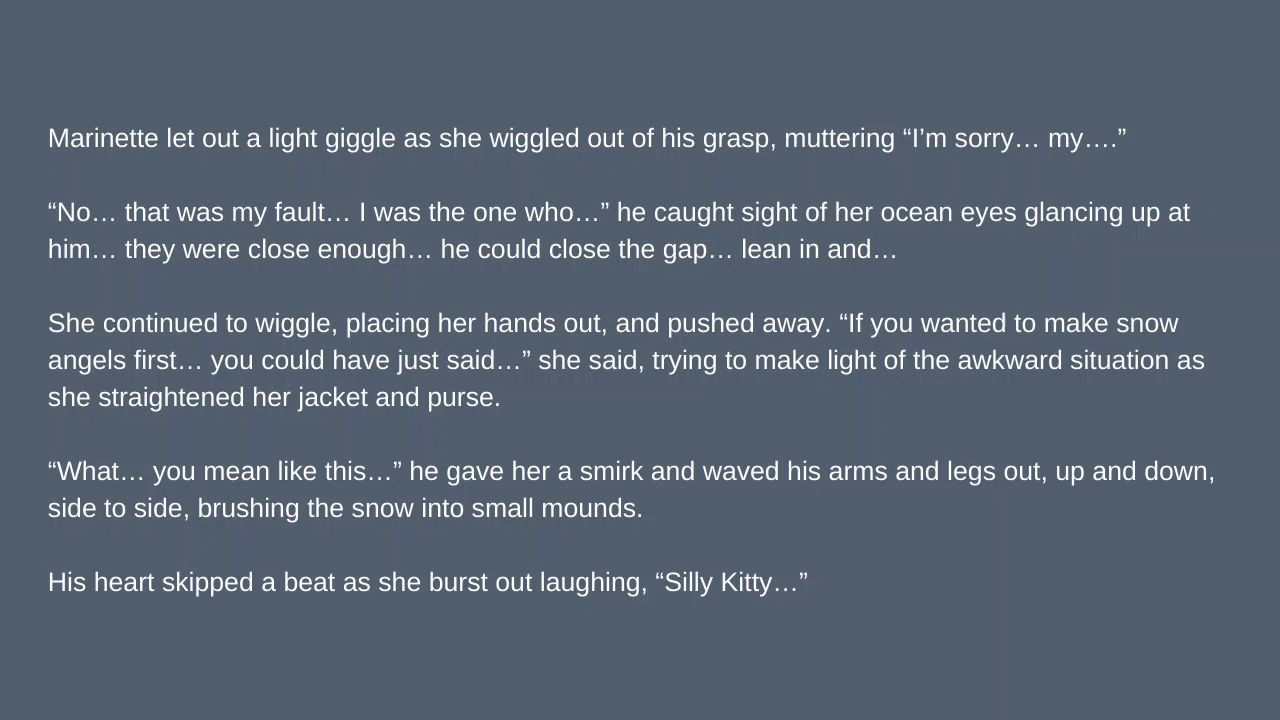 Marinette let out a light giggle as she wiggled out of his grasp, muttering “I’m sorry… my….”
“No… that was my fault… I was the one who…” he caught sight of her ocean eyes glancing up at
him… they were close enough… he could close the gap… lean in and…
She continued to wiggle, placing her hands out, and pushed away. “If you wanted to make snow
angels first… you could have just said…” she said, trying to make light of the awkward situation as
she straightened her jacket and purse.
“What… you mean like this…” he gave her a smirk and waved his arms and legs out, up and down,
side to side, brushing the snow into small mounds.
His heart skipped a beat as she burst out laughing, “Silly Kitty…”